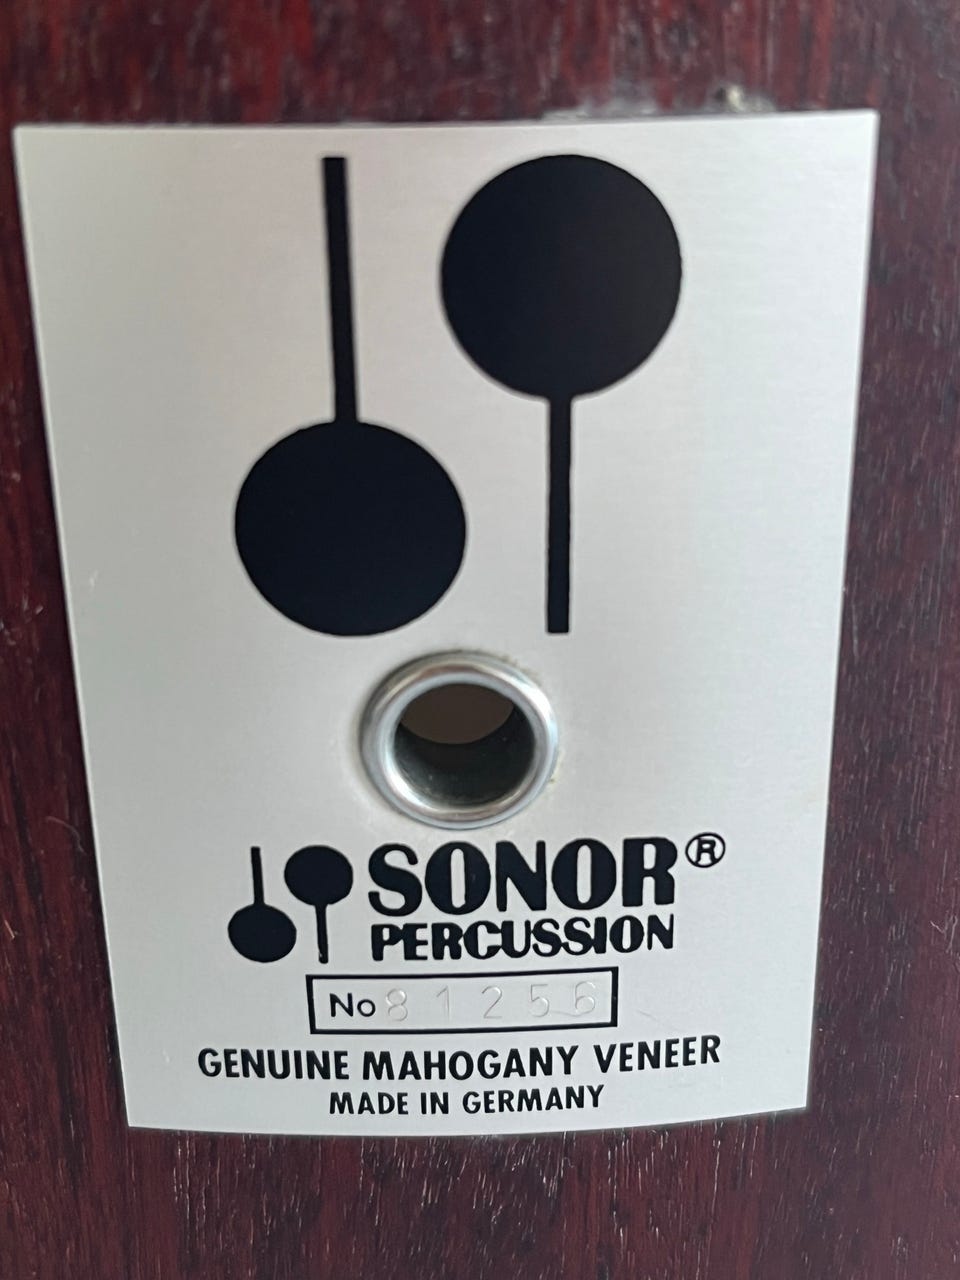 SONOR®
PERCUSSION
No 81256
GENUINE MAHOGANY VENEER
MADE IN GERMANY